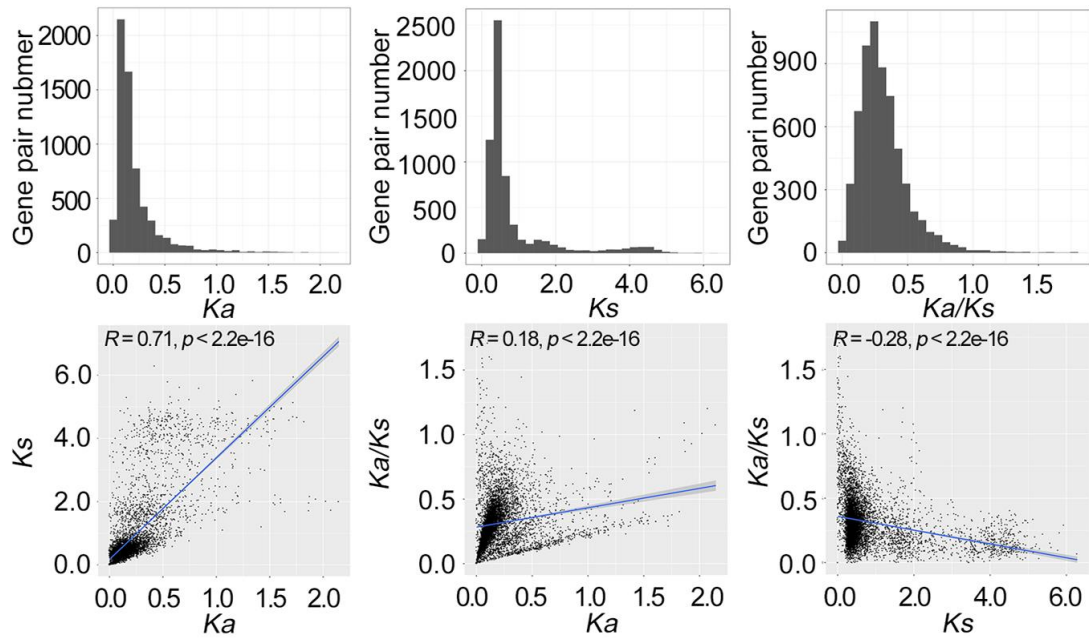 Gene pair nubmer
2000
1500
1000
500
0
0.0 0.5 1.0 1.5 2.0
Ka
Gene pair number
2500
2000
1500
1000
500
0
0.0 2.0 4.0 6.0
Ks
Gene pari number
900
600
300
0
0.0 0.5 1.0 1.5
Ka/Ks
R = 0.71, p < 2.2e-16
Ks
6.0
4.0
2.0
0.0
0.0 0.5 1.0 1.5 2.0
Ka
R = 0.18, p < 2.2e-16
Ka/Ks
1.5
1.0
0.5
0.0
0.0 0.5 1.0 1.5 2.0
Ka
R = -0.28, p < 2.2e-16
Ka/Ks
1.5
1.0
0.5
0.0
0.0 2.0 4.0 6.0
Ks